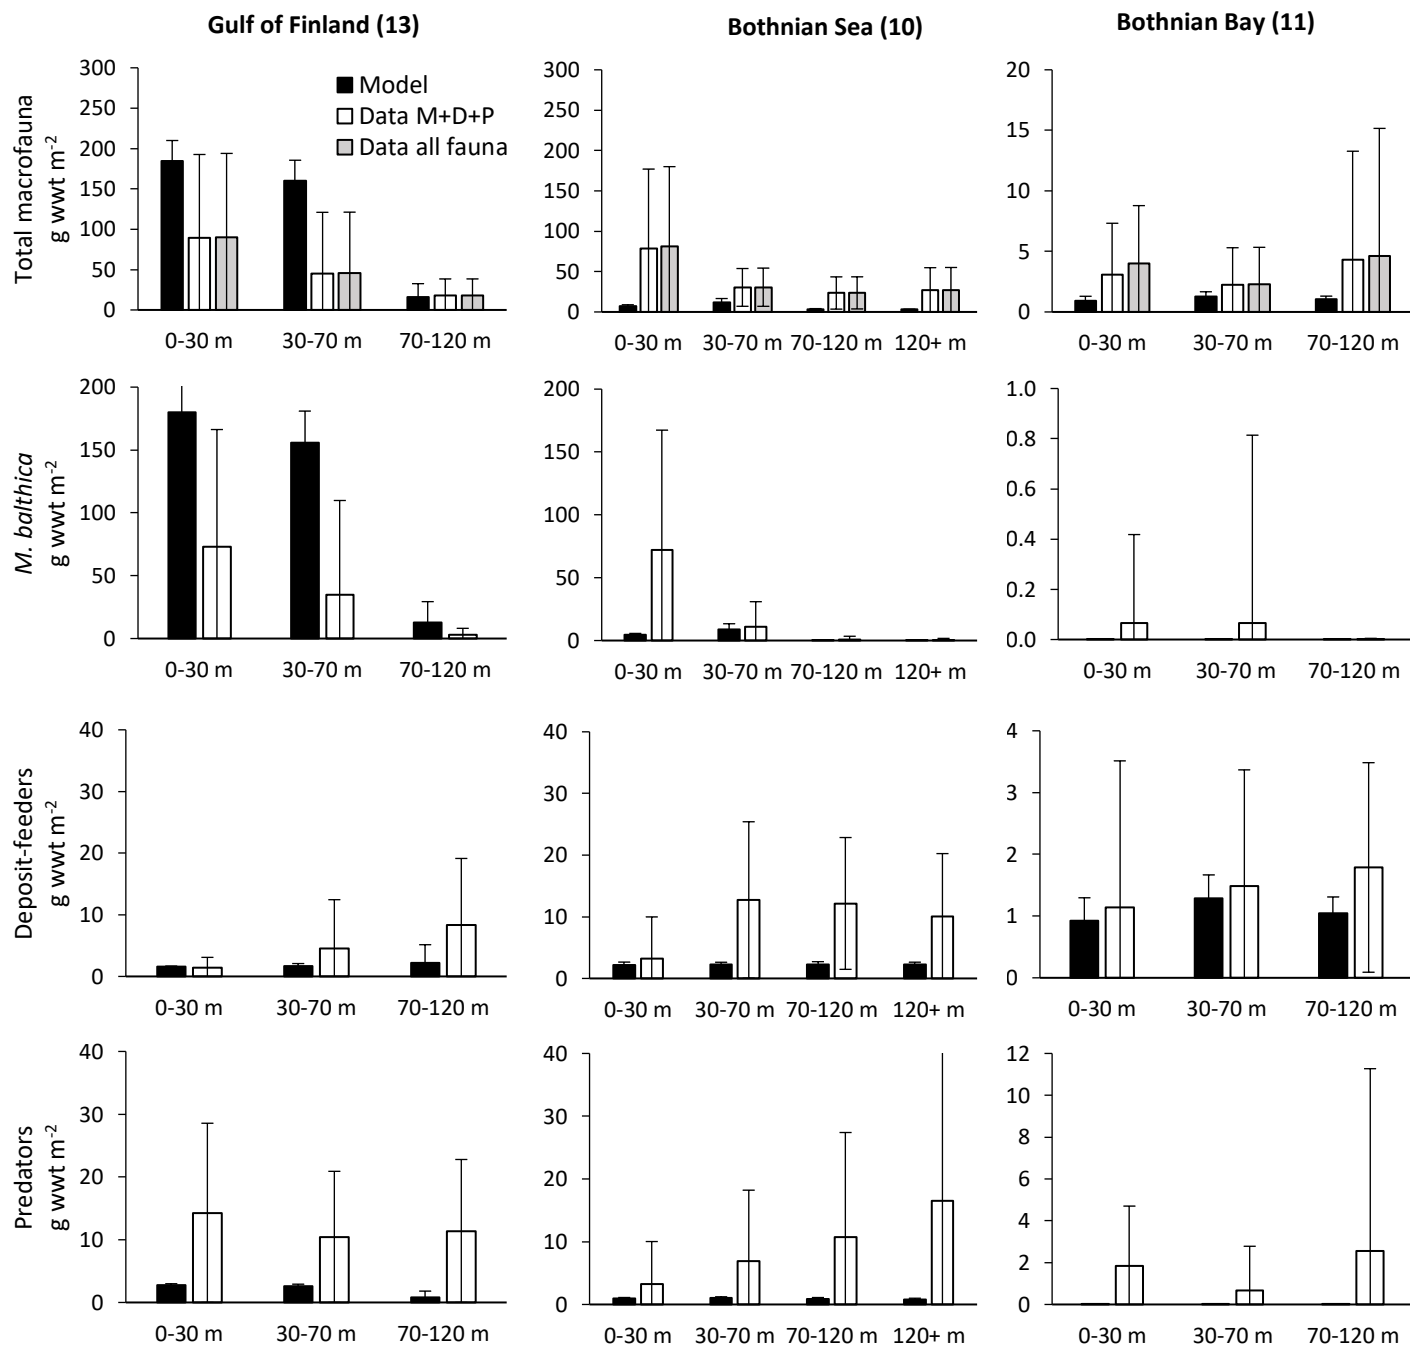 Gulf of Finland (13)
Bothnian Sea (10)
Bothnian Bay (11)
Total macrofauna
g wwt m-2
300
250
200
150
100
50
0
Model
Data M+D+P
Data all fauna
0-30 m 30-70 m 70-120 m
300
250
200
150
100
50
0
0-30 m 30-70 m 70-120 m 120+ m
20
15
10
5
0
0-30 m 30-70 m 70-120 m
M. balthica
g wwt m-2
200
150
100
50
0
0-30 m 30-70 m 70-120 m
200
150
100
50
0
0-30 m 30-70 m 70-120 m 120+ m
1.0
0.8
0.6
0.4
0.2
0.0
0-30 m 30-70 m 70-120 m
Deposit-feeders
g wwt m-2
40
30
20
10
0
0-30 m 30-70 m 70-120 m
40
30
20
10
0
0-30 m 30-70 m 70-120 m 120+ m
4
3
2
1
0
0-30 m 30-70 m 70-120 m
Predators
g wwt m-2
40
30
20
10
0
0-30 m 30-70 m 70-120 m
40
30
20
10
0
0-30 m 30-70 m 70-120 m 120+ m
12
10
8
6
4
2
0
0-30 m 30-70 m 70-120 m